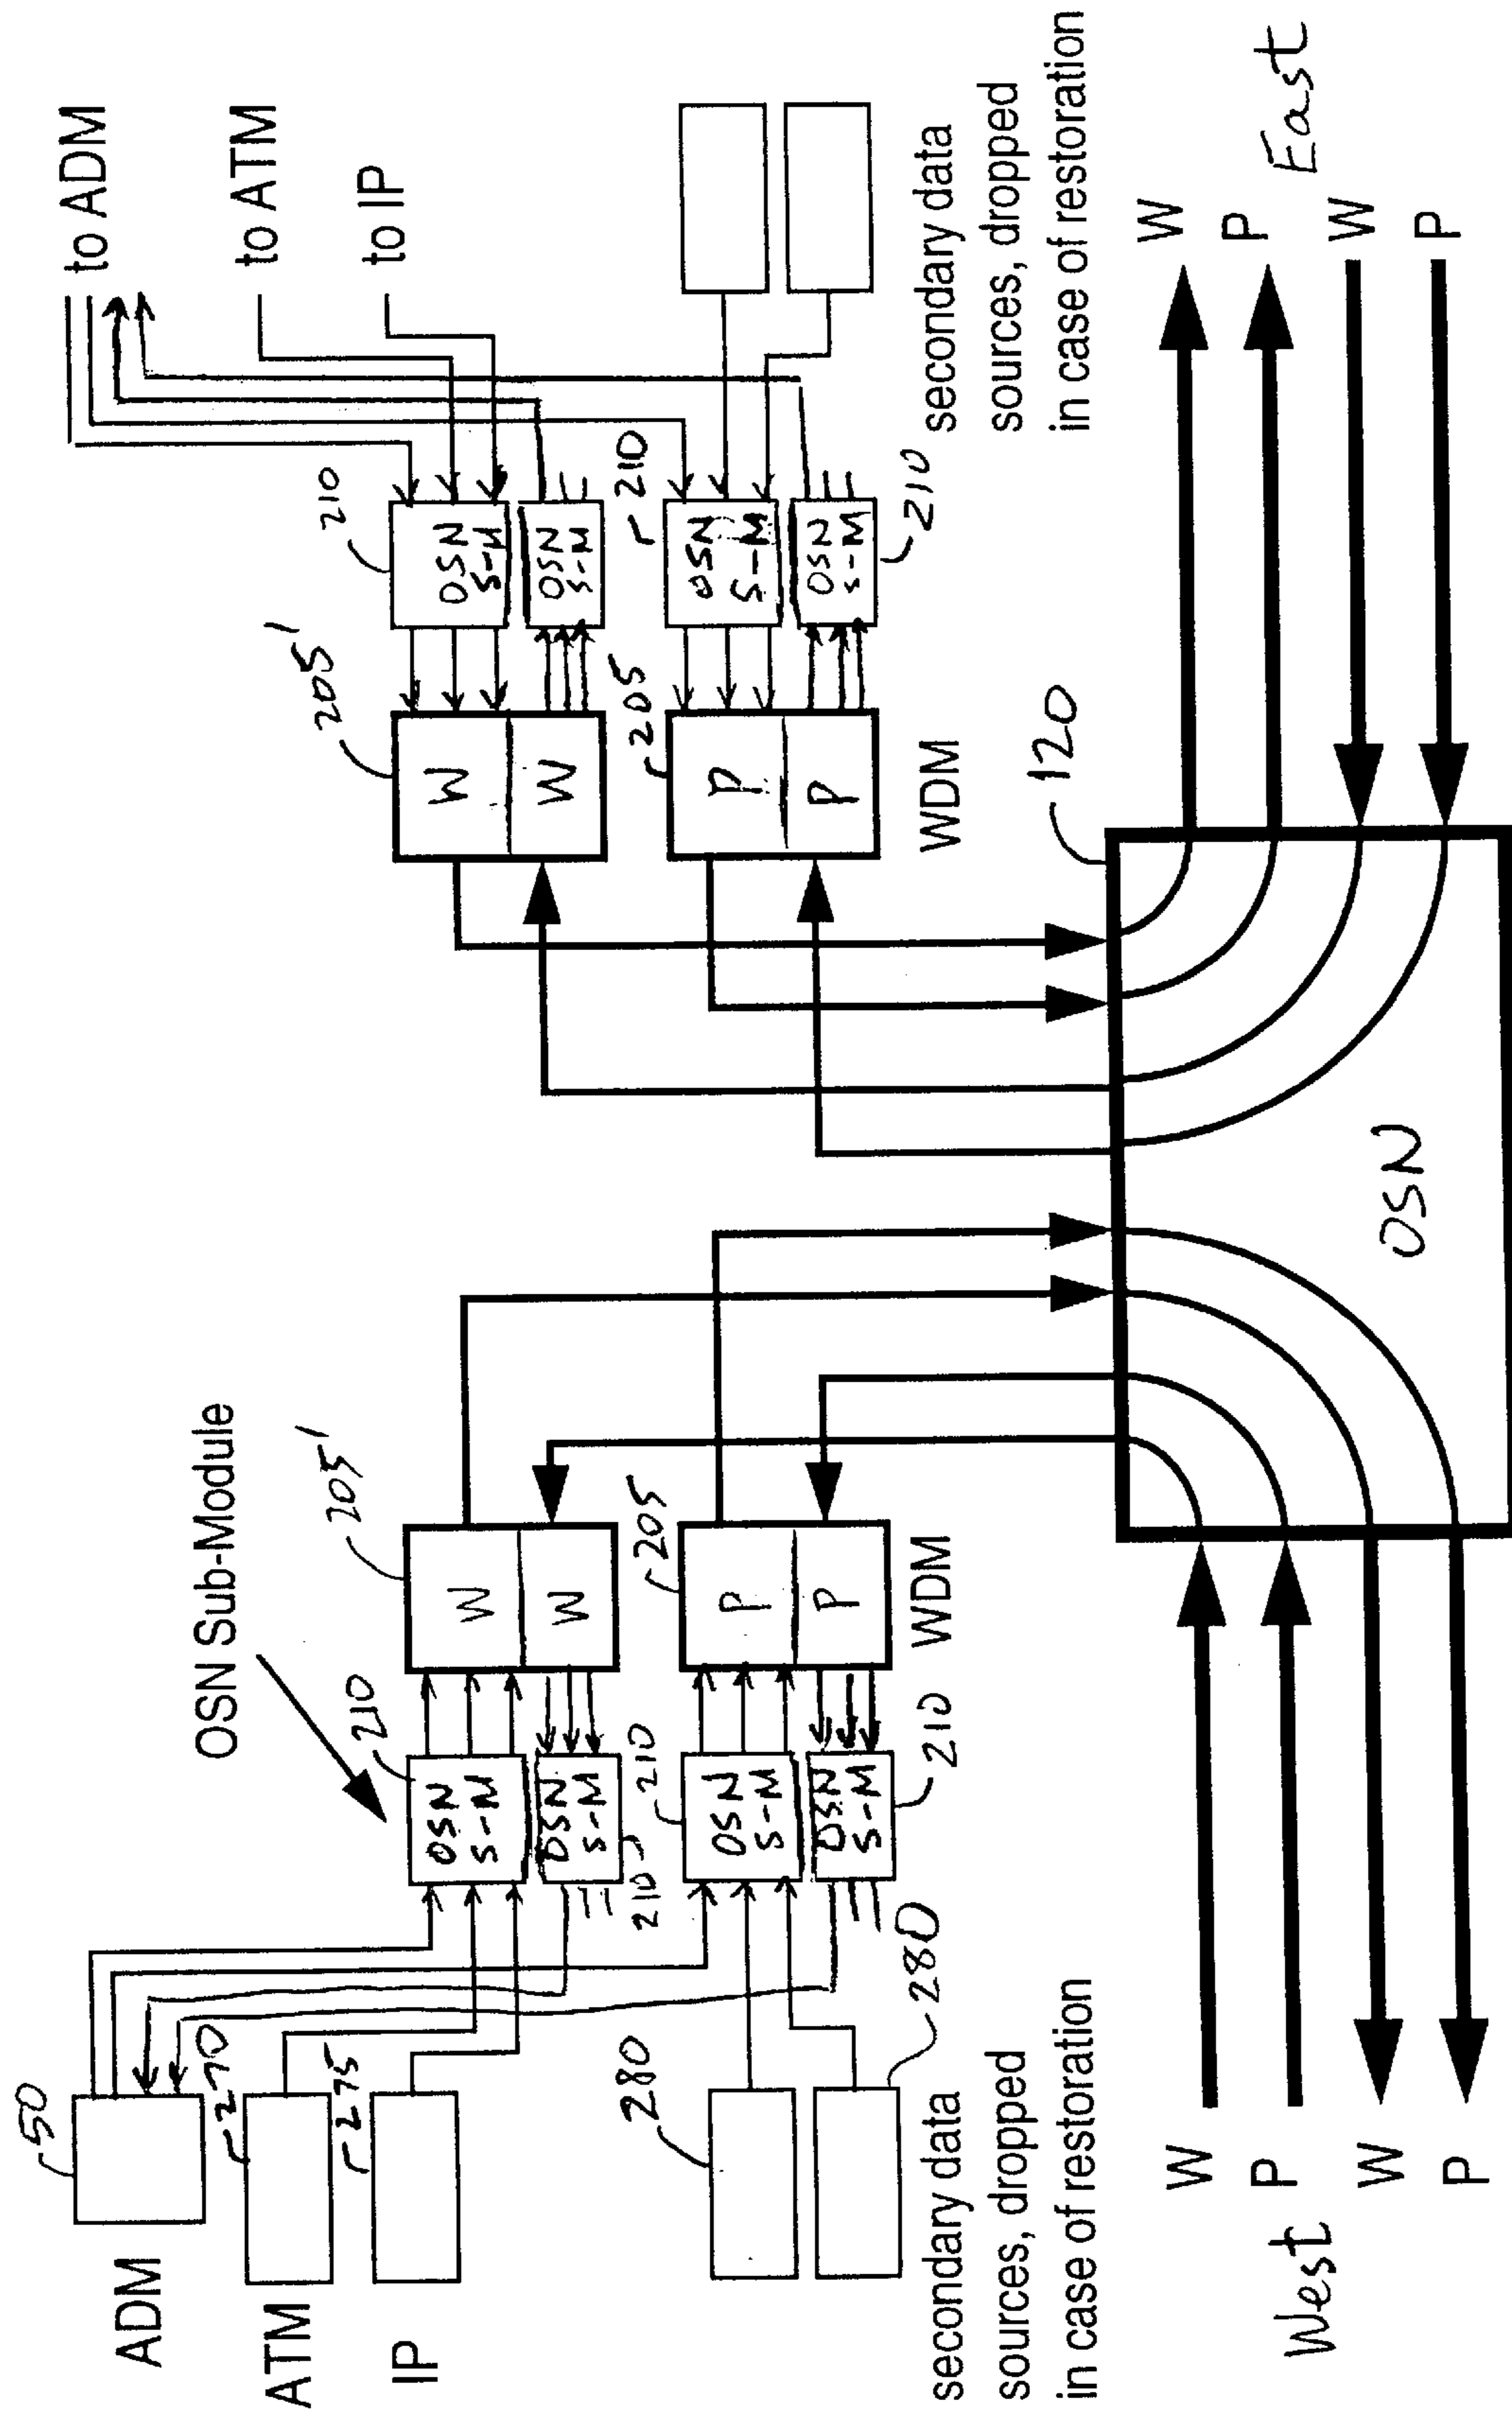 50
ADM
270
ATM
275
IP
280
280
secondary data
sources, dropped
in case of restoration
OSN Sub-Module
210
OSN
S-M
OSN
S-M
210
210
OSN
S-M
OSN
S-M
210
205'
W
W
205
P
P
WDM
to ADM
to ATM
to IP
205'
W
W
210
OSN
S-M
OSN
S-M
205
P
P
WDM
210
OSN
S-M
OSN
S-M
210
secondary data
sources, dropped
in case of restoration
120
OSN
W
P
West
W
P
W
P
East
W
P